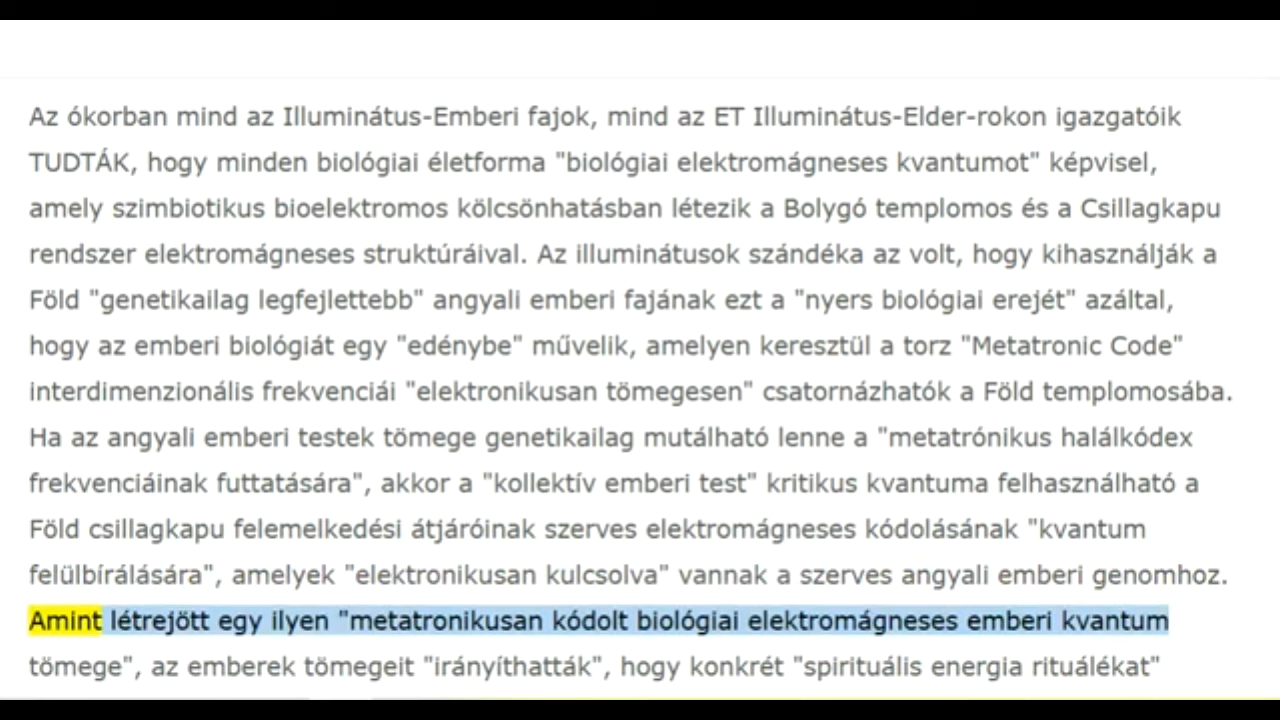 Az ókorban mind az Illuminátus-Emberi fajok, mind az ET Illuminátus-Elder-rokon igazgatóik
TUDTÁK, hogy minden biológiai életforma "biológiai elektromágneses kvantumot" képvisel,
amely szimbiotikus bioelektromos kölcsönhatásban létezik a Bolygó templomos és a Csillagkapu
rendszer elektromágneses struktúráival. Az illuminátusok szándéka az volt, hogy kihasználják a
Föld "genetikailag legfejlettebb" angyali emberi fajának ezt a "nyers biológiai erejét" azáltal,
hogy az emberi biológiát egy "edénybe" művelik, amelyen keresztül a torz "Metatronic Code"
interdimenzionális frekvenciái "elektronikusan tömegesen" csatornázhatók a Föld templomosába.
Ha az angyali emberi testek tömege genetikailag mutálható lenne a "metatrónikus halálkódex
frekvenciáinak futtatására", akkor a "kollektív emberi test" kritikus kvantuma felhasználható a
Föld csillagkapu felemelkedési átjáróinak szerves elektromágneses kódolásának "kvantum
felülbírálására", amelyek "elektronikusan kulcsolva" vannak a szerves angyali emberi genomhoz.
Amint létrejött egy ilyen "metatronikusan kódolt biológiai elektromágneses emberi kvantum
tömege", az emberek tömegeit "irányíthatták", hogy konkrét "spirituális energia rituálékat"